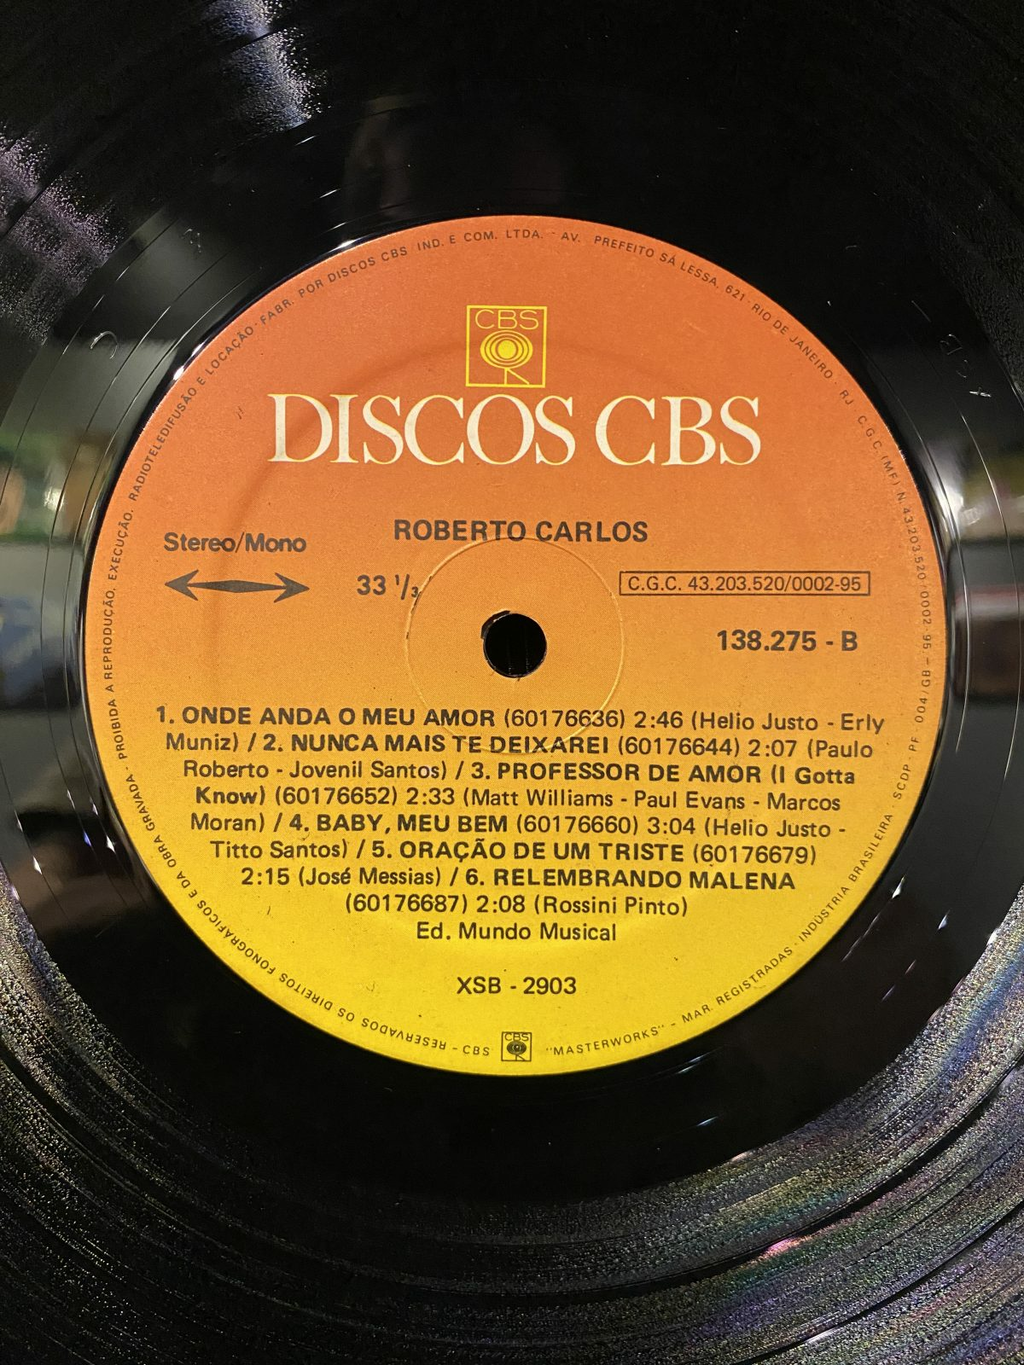 FABR. POR DISCOS CBS IND. E COM. LTDA. - AV. PREFEITO SÁ LESSA, 621 RIO DE JANEIRO - RJ C.G.C. (MF) N. 43.203.520/0002-95 - GB / 004 PF. - SCDP - INDÚSTRIA BRASILEIRA - MAR. REGISTRADAS - "MASTERWORKS"
CBS
CBS - RESERVADOS OS DIREITOS FONOGRÁFICOS E DA OBRA GRAVADA - PROIBIDA A REPRODUÇÃO, EXECUÇÃO, RADIOTELEDIFUSÃO E LOCAÇÃO -
CBS
DISCOS CBS
ROBERTO CARLOS
Stereo/Mono
33 1/3
C.G.C. 43.203.520/0002-95
138.275 - B
1. ONDE ANDA O MEU AMOR (60176636) 2:46 (Helio Justo - Erly
Muniz) / 2. NUNCA MAIS TE DEIXAREI (60176644) 2:07 (Paulo
Roberto - Jovenil Santos) / 3. PROFESSOR DE AMOR (I Gotta
Know) (60176652) 2:33 (Matt Williams - Paul Evans - Marcos
Moran) / 4. BABY, MEU BEM (60176660) 3:04 (Helio Justo -
Titto Santos) / 5. ORAÇÃO DE UM TRISTE (60176679)
2:15 (José Messias) / 6. RELEMBRANDO MALENA
(60176687) 2:08 (Rossini Pinto)
Ed. Mundo Musical
XSB - 2903